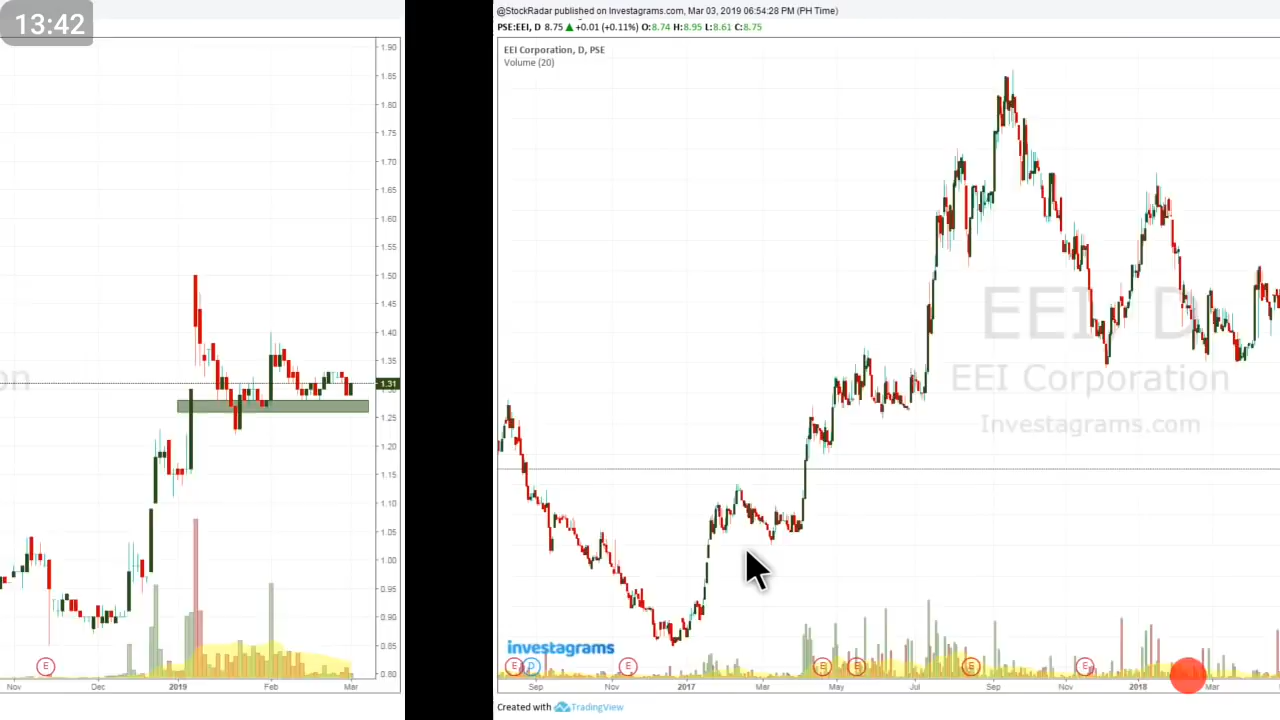 13:42
@StockRadar published on Investagrams.com, Mar 03, 2019 06:54:28 PM (PH Time)
PSE:EEI, D 8.75 ▲ +0.01 (+0.11%) O:8.74 H:8.95 L:8.61 C:8.75
EEI Corporation, D, PSE
Volume (20)
1.90
1.85
1.80
1.75
1.70
1.65
1.60
1.55
1.50
1.45
1.40
1.35
1.31
1.25
1.20
1.15
1.10
1.05
1.00
0.95
0.90
0.85
0.80
on
EEI, D
EEI Corporation
Investagrams.com
investagrams
E
E D E E E E E
Nov Dec 2019 Feb Mar
Sep Nov 2017 Mar May Jul Sep Nov 2018 Mar
Created with TradingView